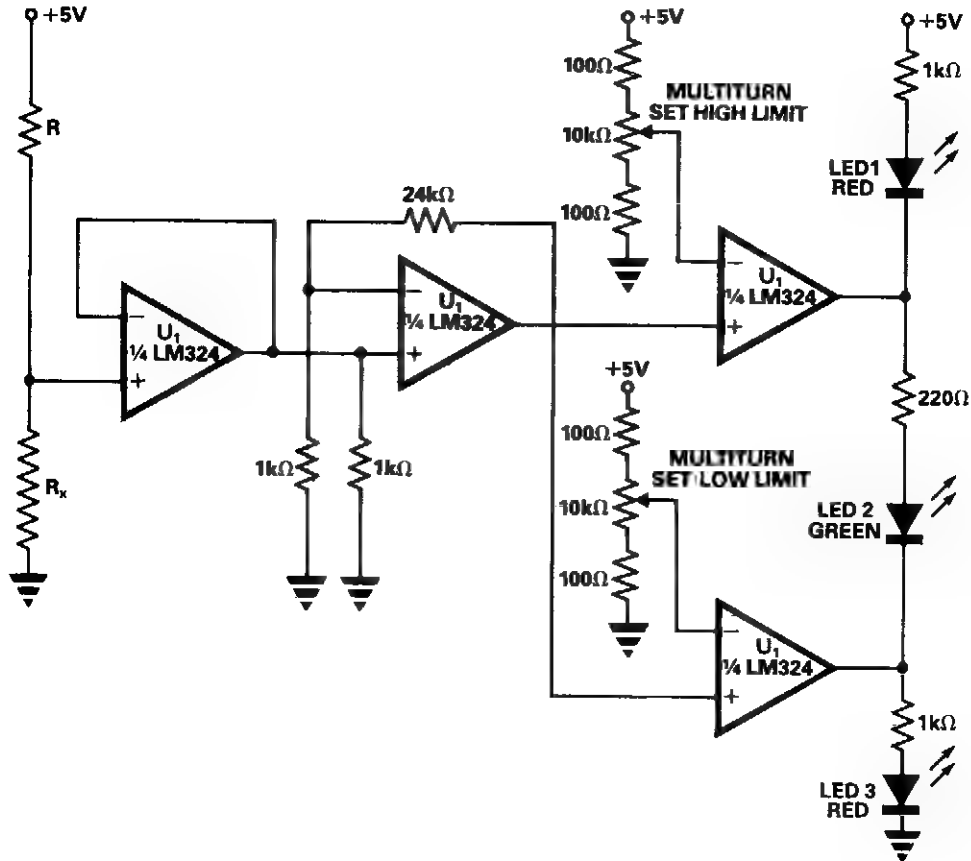 +5V
R
Rx
U1
¼ LM324
24kΩ
1kΩ
1kΩ
U1
¼ LM324
+5V
100Ω
MULTITURN
SET HIGH LIMIT
10kΩ
100Ω
U1
¼ LM324
+5V
100Ω
MULTITURN
SET LOW LIMIT
10kΩ
100Ω
U1
¼ LM324
+5V
1kΩ
LED1
RED
220Ω
LED 2
GREEN
1kΩ
LED 3
RED